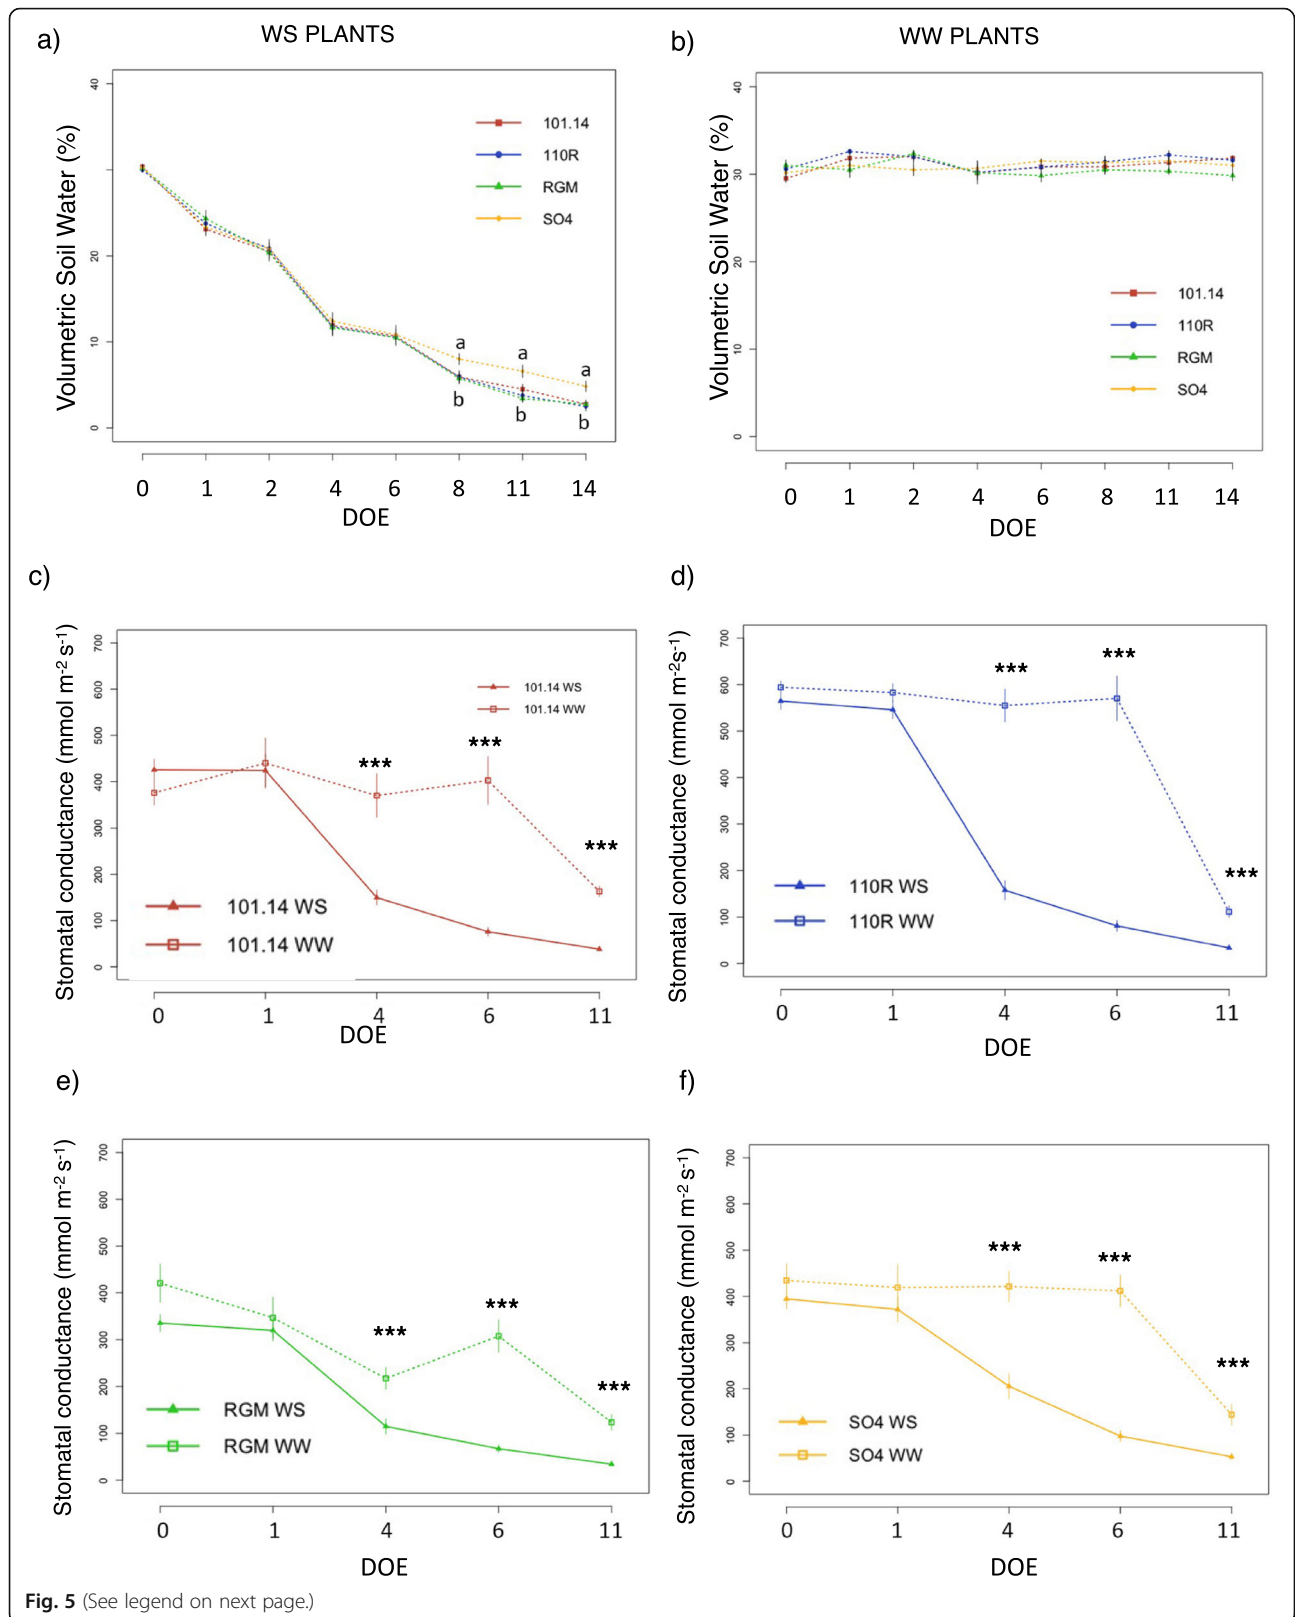 WS PLANTS
WW PLANTS
a)
Volumetric Soil Water (%)
40
20
10
0
101.14
110R
RGM
SO4
a
a
a
b
b
b
0 1 2 4 6 8 11 14
DOE
b)
Volumetric Soil Water (%)
40
30
20
10
0
101.14
110R
RGM
SO4
0 1 2 4 6 8 11 14
DOE
c)
Stomatal conductance (mmol m-2 s-1)
700
600
500
400
300
200
100
0
101.14 WS
101.14 WW
***
***
***
101.14 WS
101.14 WW
0 1 4 6 11
DOE
d)
Stomatal conductance (mmol m-2s-1)
700
600
500
400
300
200
100
0
***
***
***
110R WS
110R WW
0 1 4 6 11
DOE
e)
Stomatal conductance (mmol m-2 s-1)
700
600
500
400
300
200
100
0
***
***
***
RGM WS
RGM WW
0 1 4 6 11
DOE
f)
Stomatal conductance (mmol m-2 s-1)
700
600
500
400
300
200
100
0
***
***
***
SO4 WS
SO4 WW
0 1 4 6 11
DOE
Fig. 5 (See legend on next page.)